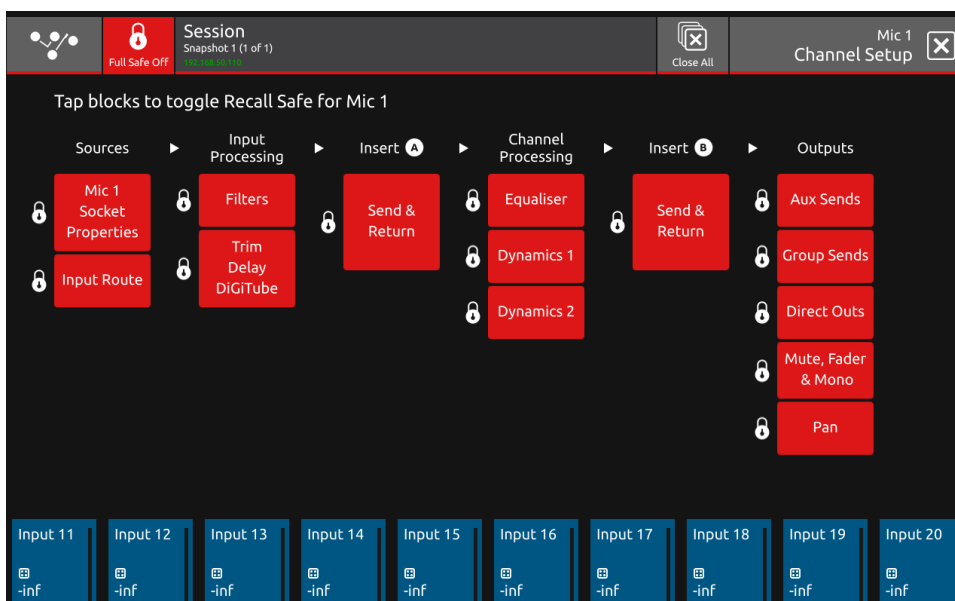 Full Safe Off
Session
Snapshot 1 (1 of 1)
192.168.50.110
Close All
Mic 1
Channel Setup
Tap blocks to toggle Recall Safe for Mic 1
Sources
Input
Processing
Insert A
Channel
Processing
Insert B
Outputs
Mic 1
Socket
Properties
Input Route
Filters
Trim
Delay
DiGiTube
Send &
Return
Equaliser
Dynamics 1
Dynamics 2
Send &
Return
Aux Sends
Group Sends
Direct Outs
Mute, Fader
& Mono
Pan
Input 11
-inf
Input 12
-inf
Input 13
-inf
Input 14
-inf
Input 15
-inf
Input 16
-inf
Input 17
-inf
Input 18
-inf
Input 19
-inf
Input 20
-inf